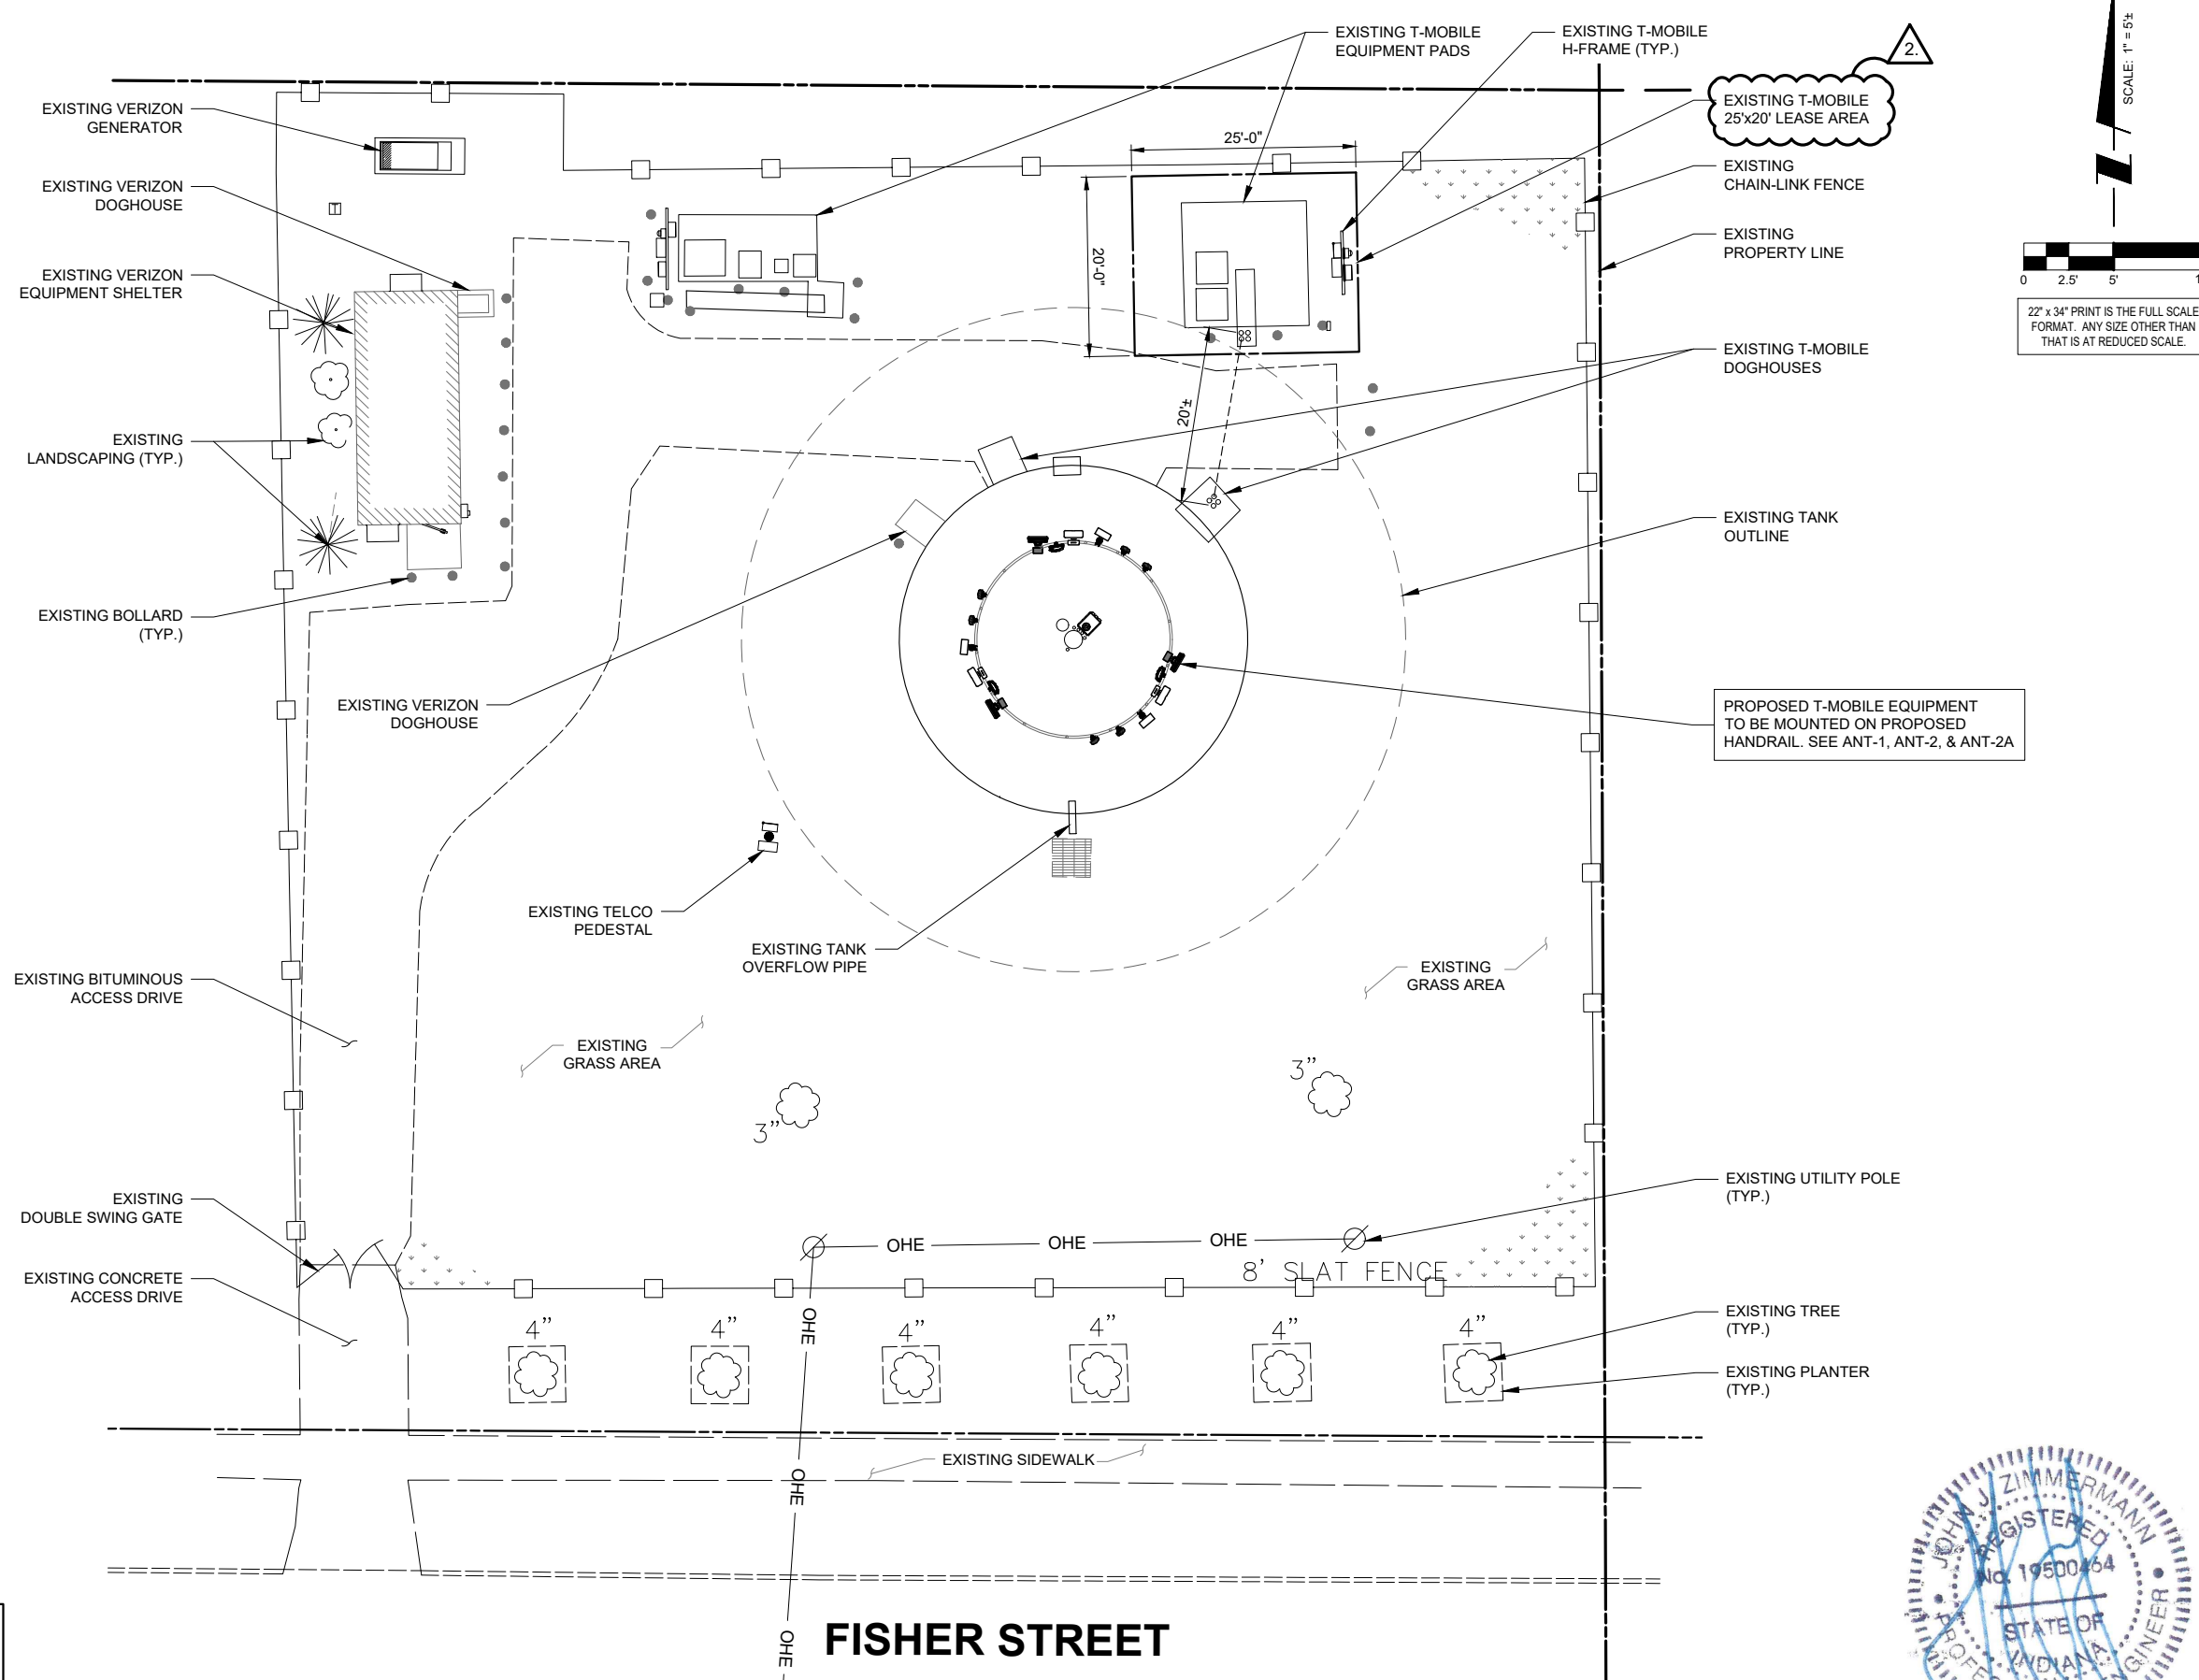 EXISTING T-MOBILE
EQUIPMENT PADS
EXISTING T-MOBILE
H-FRAME (TYP.)
2.
EXISTING T-MOBILE
25'x20' LEASE AREA
SCALE: 1" = 5'±
EXISTING VERIZON
GENERATOR
25'-0"
EXISTING
CHAIN-LINK FENCE
EXISTING VERIZON
DOGHOUSE
T
EXISTING
PROPERTY LINE
20'-0"
EXISTING VERIZON
EQUIPMENT SHELTER
0 2.5' 5'
22" x 34" PRINT IS THE FULL SCALE
FORMAT. ANY SIZE OTHER THAN
THAT IS AT REDUCED SCALE.
EXISTING T-MOBILE
DOGHOUSES
20'±
EXISTING
LANDSCAPING (TYP.)
EXISTING TANK
OUTLINE
EXISTING BOLLARD
(TYP.)
EXISTING VERIZON
DOGHOUSE
PROPOSED T-MOBILE EQUIPMENT
TO BE MOUNTED ON PROPOSED
HANDRAIL. SEE ANT-1, ANT-2, & ANT-2A
EXISTING TELCO
PEDESTAL
EXISTING TANK
OVERFLOW PIPE
EXISTING
GRASS AREA
EXISTING BITUMINOUS
ACCESS DRIVE
EXISTING
GRASS AREA
3"
3"
EXISTING
DOUBLE SWING GATE
EXISTING UTILITY POLE
(TYP.)
OHE OHE OHE
8' SLAT FENCE
EXISTING CONCRETE
ACCESS DRIVE
OHE
EXISTING TREE
(TYP.)
4" 4" 4" 4" 4" 4"
EXISTING PLANTER
(TYP.)
EXISTING SIDEWALK
OHE
OHE
FISHER STREET
JOHN J. ZIMMERMANN
REGISTERED
No. 19500464
STATE OF
INDIANA